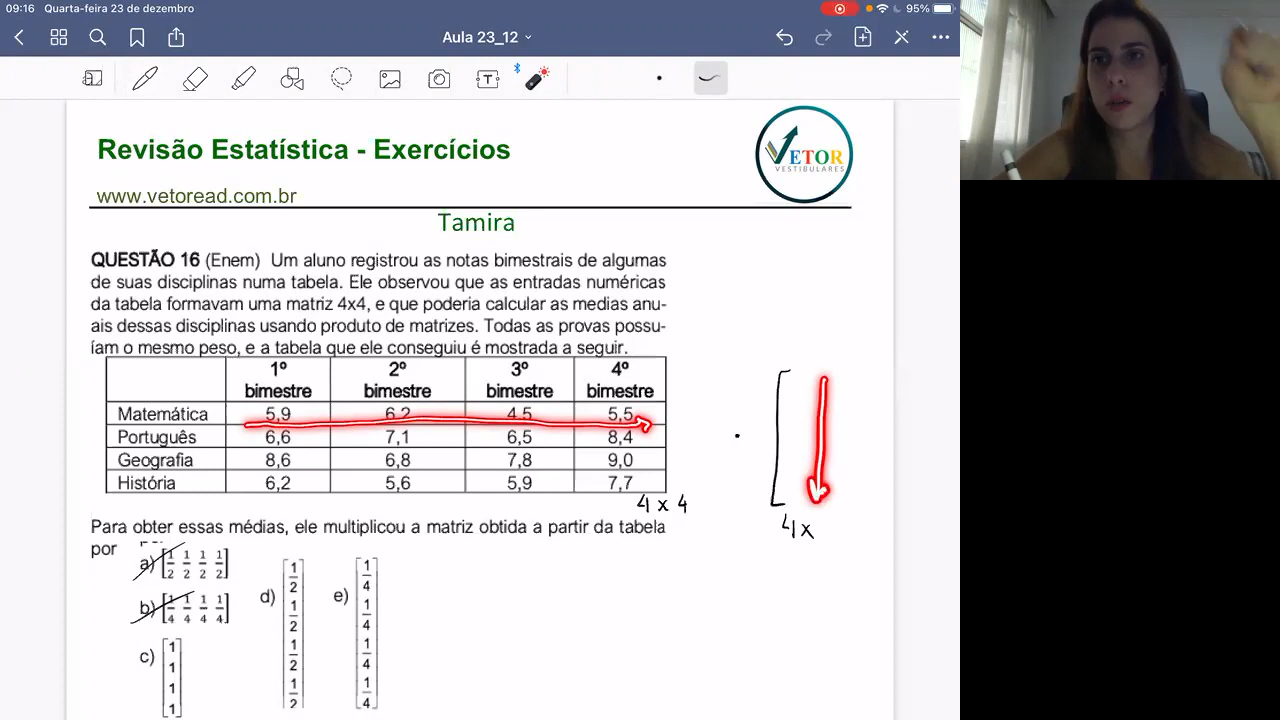 09:16 Quarta-feira 23 de dezembro
95%
Aula 23_12
Revisão Estatística - Exercícios
VETOR
VESTIBULARES
www.vetoread.com.br
Tamira
QUESTÃO 16 (Enem) Um aluno registrou as notas bimestrais de algumas
de suas disciplinas numa tabela. Ele observou que as entradas numéricas
da tabela formavam uma matriz 4x4, e que poderia calcular as medias anu-
ais dessas disciplinas usando produto de matrizes. Todas as provas possu-
íam o mesmo peso, e a tabela que ele conseguiu é mostrada a seguir.
1º bimestre 2º bimestre 3º bimestre 4º bimestre
Matemática 5,9 6,2 4,5 5,5
Português 6,6 7,1 6,5 8,4
Geografia 8,6 6,8 7,8 9,0
História 6,2 5,6 5,9 7,7
4 x 4
4x
Para obter essas médias, ele multiplicou a matriz obtida a partir da tabela
por
a) [1/2 1/2 1/2 1/2]
b) [1/4 1/4 1/4 1/4]
c) [1 1 1 1]
d) [1/2 1/2 1/2 1/2]
e) [1/4 1/4 1/4 1/4]